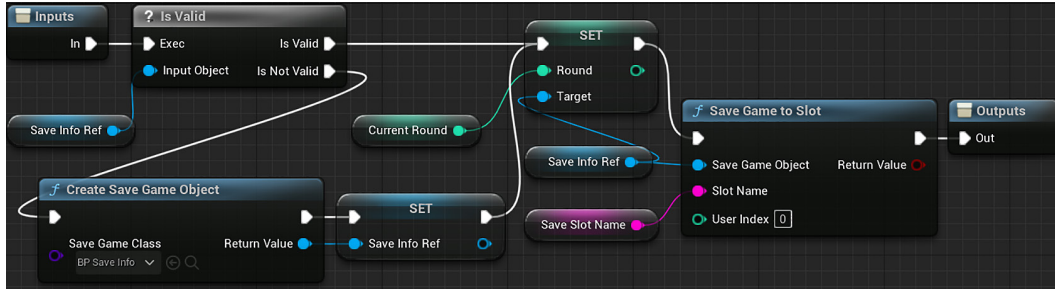 Inputs
In
? Is Valid
Exec
Is Valid
Input Object
Is Not Valid
Save Info Ref
Current Round
SET
Round
Target
Save Info Ref
Save Slot Name
f Save Game to Slot
Save Game Object
Return Value
Slot Name
User Index 0
Outputs
Out
f Create Save Game Object
Save Game Class
Return Value
BP Save Info
SET
Save Info Ref